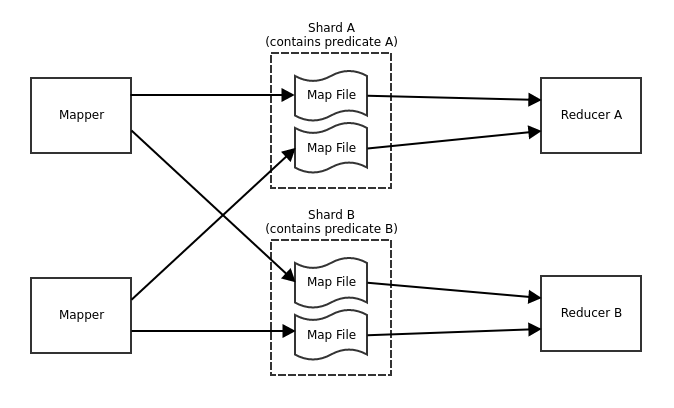 Shard A
(contains predicate A)
Mapper
Map File
Map File
Reducer A
Shard B
(contains predicate B)
Mapper
Map File
Map File
Reducer B